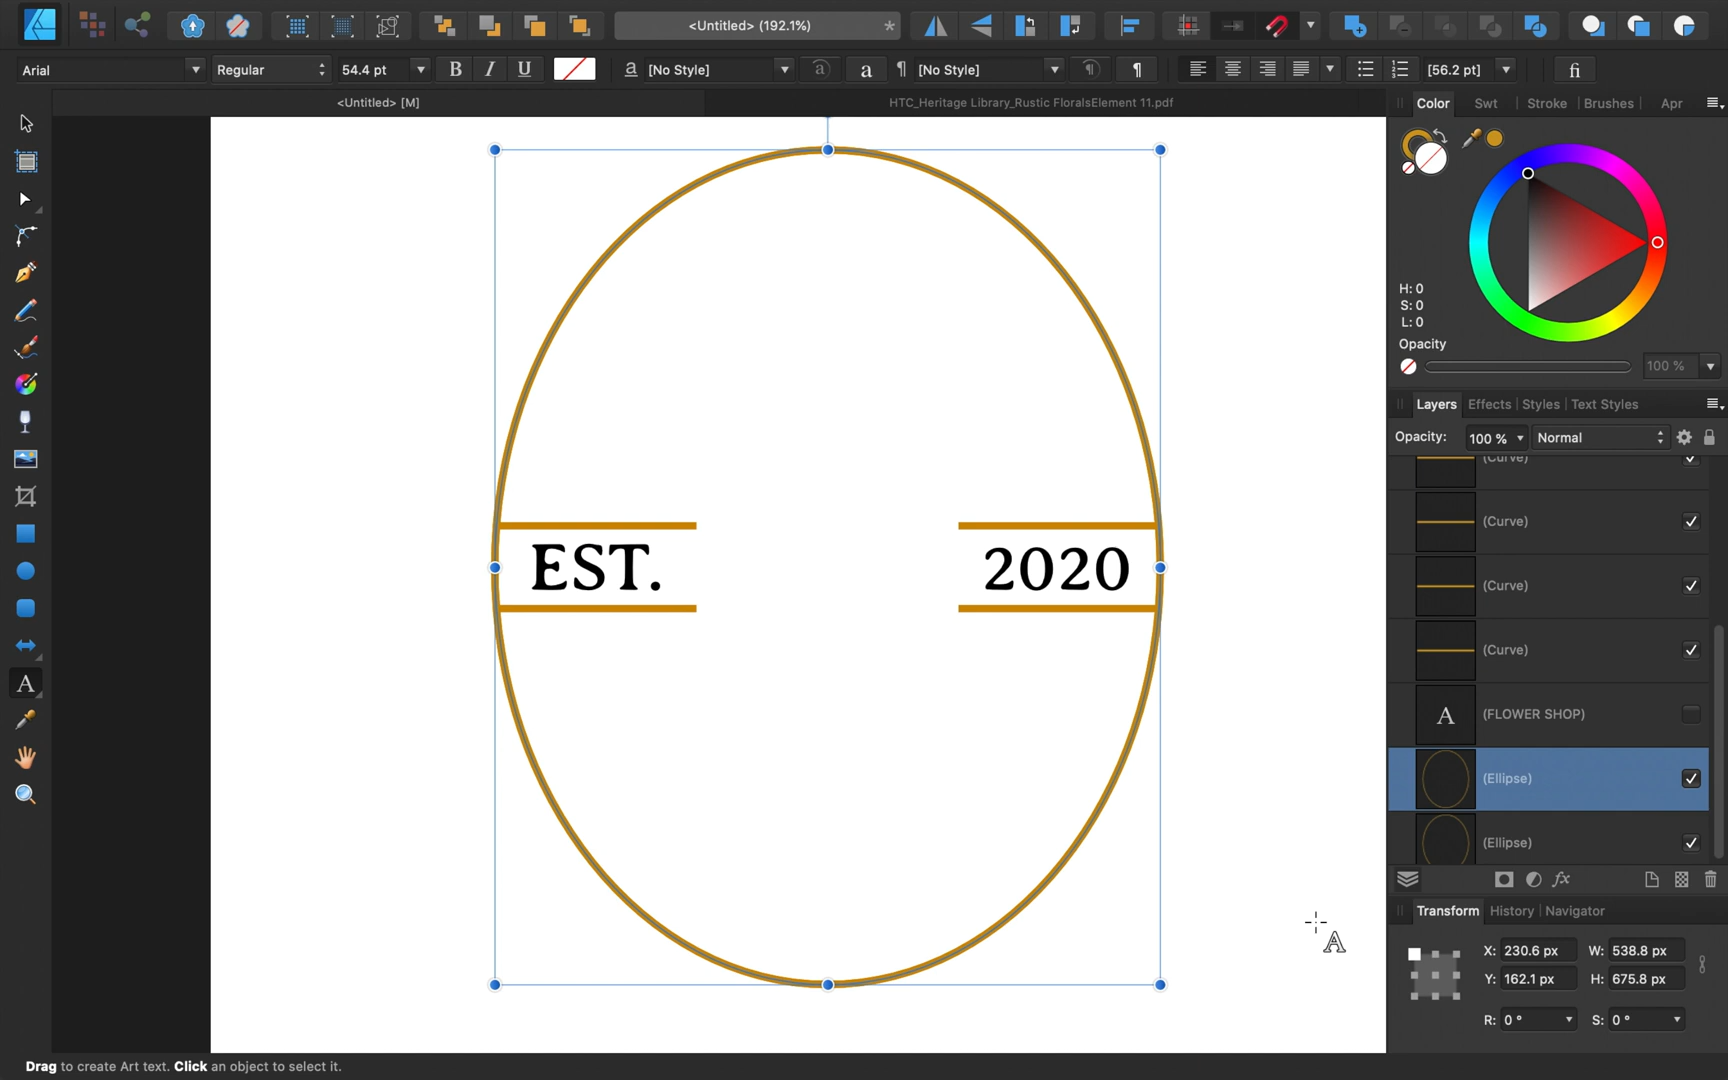 <Untitled> (192.1%)
*
Arial
Regular
54.4 pt
B I U
a [No Style]
a a
¶ [No Style]
¶ ¶
[56.2 pt]
fi
<Untitled> [M]
HTC_Heritage Library_Rustic FloralsElement 11.pdf
Color
Swt
Stroke
Brushes
Apr
H: 0
S: 0
L: 0
Opacity
100 %
Layers
Effects
Styles
Text Styles
Opacity: 100 % Normal
(Curve)
(Curve)
(Curve)
(Curve)
A (FLOWER SHOP)
(Ellipse)
(Ellipse)
fx
EST. 2020
A
A
Transform
History
Navigator
X: 230.6 px W: 538.8 px
Y: 162.1 px H: 675.8 px
R: 0 ° S: 0 °
Drag to create Art text. Click an object to select it.